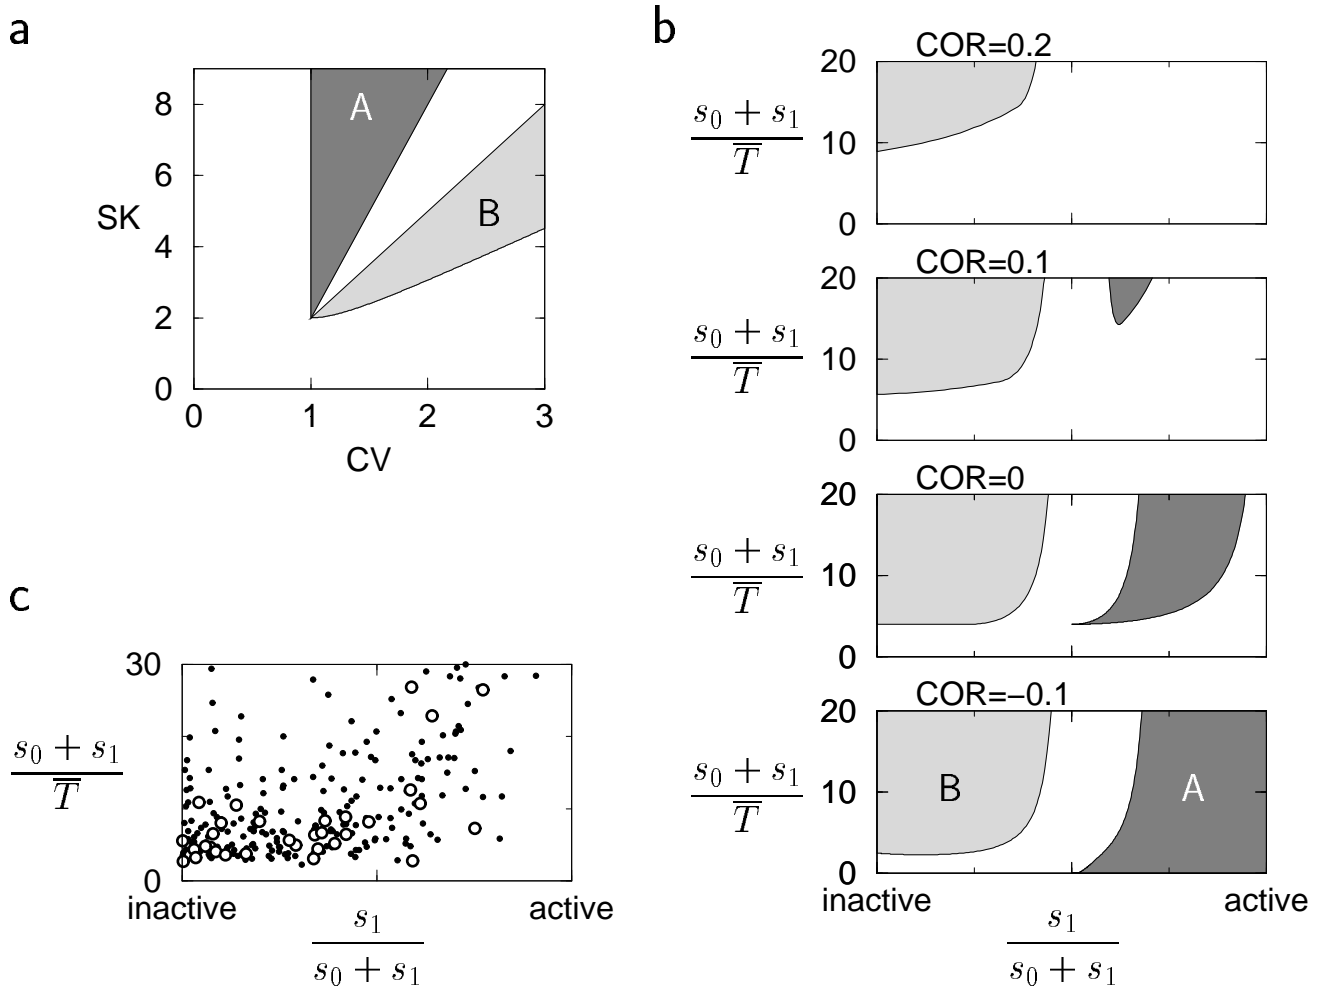 a
8
6
4
2
0
SK
A
B
0 1 2 3
CV
b
COR=0.2
s₀ + s₁
T̅
20
10
0
COR=0.1
s₀ + s₁
T̅
20
10
0
COR=0
s₀ + s₁
T̅
20
10
0
COR=−0.1
s₀ + s₁
T̅
20
10
0
B
A
inactive
active
s₁
s₀ + s₁
c
30
0
s₀ + s₁
T̅
inactive
active
s₁
s₀ + s₁